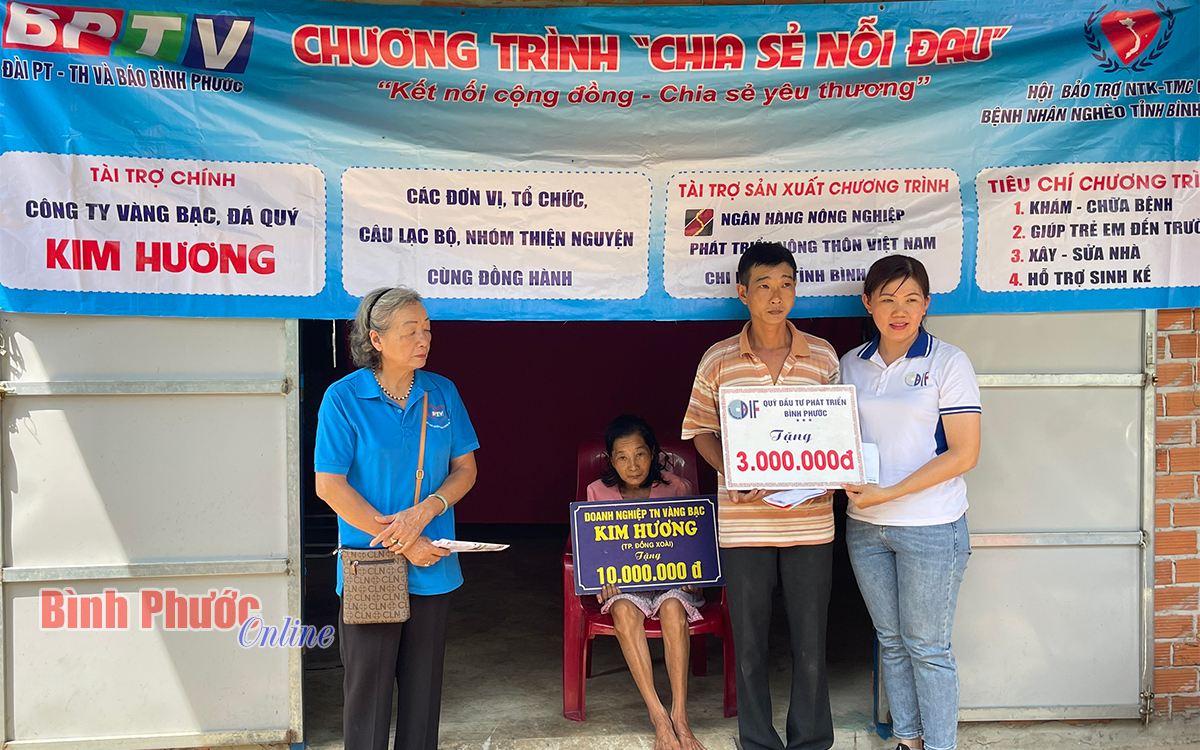 BPTV
ĐÀI PT - TH VÀ BÁO BÌNH PHƯỚC
CHƯƠNG TRÌNH "CHIA SẺ NỖI ĐAU"
"Kết nối cộng đồng - Chia sẻ yêu thương"
HỘI BẢO TRỢ NTK-TMC
BỆNH NHÂN NGHÈO TỈNH BÌNH
TÀI TRỢ CHÍNH
CÔNG TY VÀNG BẠC, ĐÁ QUÝ
KIM HƯƠNG
CÁC ĐƠN VỊ, TỔ CHỨC,
CÂU LẠC BỘ, NHÓM THIỆN NGUYỆN
CÙNG ĐỒNG HÀNH
TÀI TRỢ SẢN XUẤT CHƯƠNG TRÌNH
NGÂN HÀNG NÔNG NGHIỆP
PHÁT TRIỂN NÔNG THÔN VIỆT NAM
CHI TỈNH BÌNH
TIÊU CHÍ CHƯƠNG TRÌ
1. KHÁM - CHỮA BỆNH
2. GIÚP TRẺ EM ĐẾN TRƯỜ
3. XÂY - SỬA NHÀ
4. HỖ TRỢ SINH KẾ
BPTV
CDIF
CDIF QUỸ ĐẦU TƯ PHÁT TRIỂN
BÌNH PHƯỚC
Tặng
3.000.000đ
DOANH NGHIỆP TN VÀNG BẠC
KIM HƯƠNG
(TP. ĐỒNG XOÀI)
Tặng
10.000.000 đ
CLN
Bình Phước Online